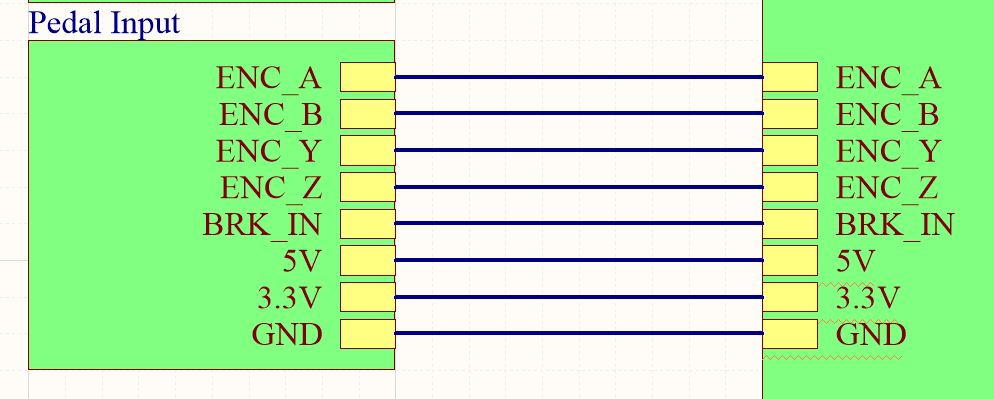 Pedal Input
ENC_A ENC_A
ENC_B ENC_B
ENC_Y ENC_Y
ENC_Z ENC_Z
BRK_IN BRK_IN
5V 5V
3.3V 3.3V
GND GND